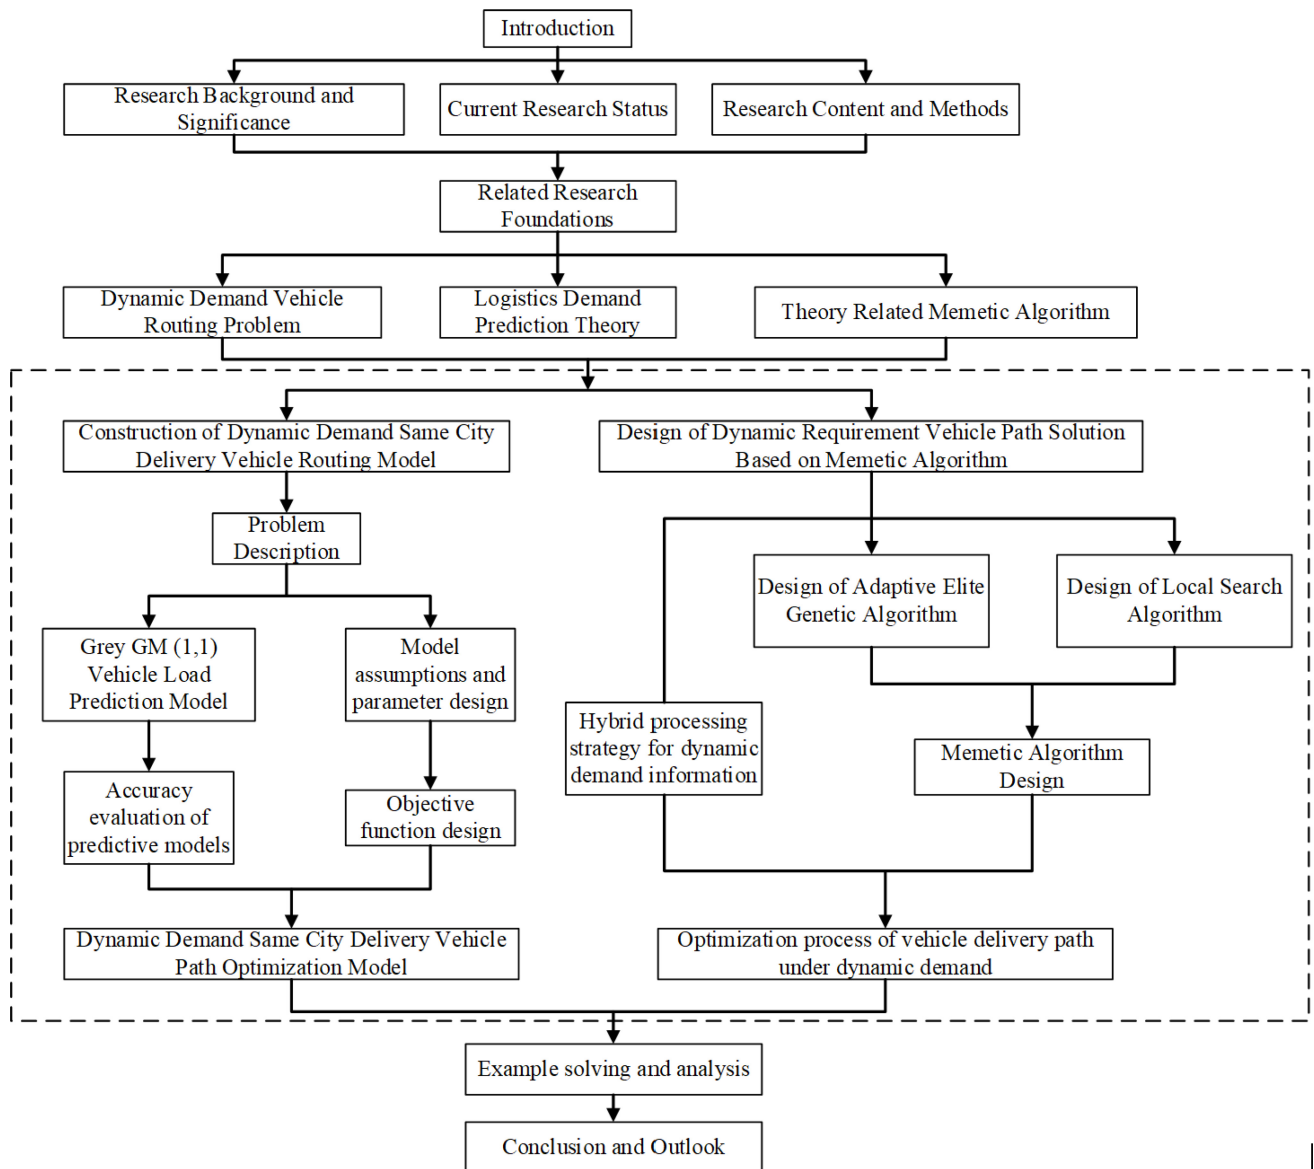 Introduction
Research Background and
Significance
Current Research Status
Research Content and Methods
Related Research
Foundations
Dynamic Demand Vehicle
Routing Problem
Logistics Demand
Prediction Theory
Theory Related Memetic Algorithm
Construction of Dynamic Demand Same City
Delivery Vehicle Routing Model
Design of Dynamic Requirement Vehicle Path Solution
Based on Memetic Algorithm
Problem
Description
Design of Adaptive Elite
Genetic Algorithm
Design of Local Search
Algorithm
Grey GM (1,1)
Vehicle Load
Prediction Model
Model
assumptions and
parameter design
Hybrid processing
strategy for dynamic
demand information
Memetic Algorithm
Design
Accuracy
evaluation of
predictive models
Objective
function design
Dynamic Demand Same City Delivery Vehicle
Path Optimization Model
Optimization process of vehicle delivery path
under dynamic demand
Example solving and analysis
Conclusion and Outlook